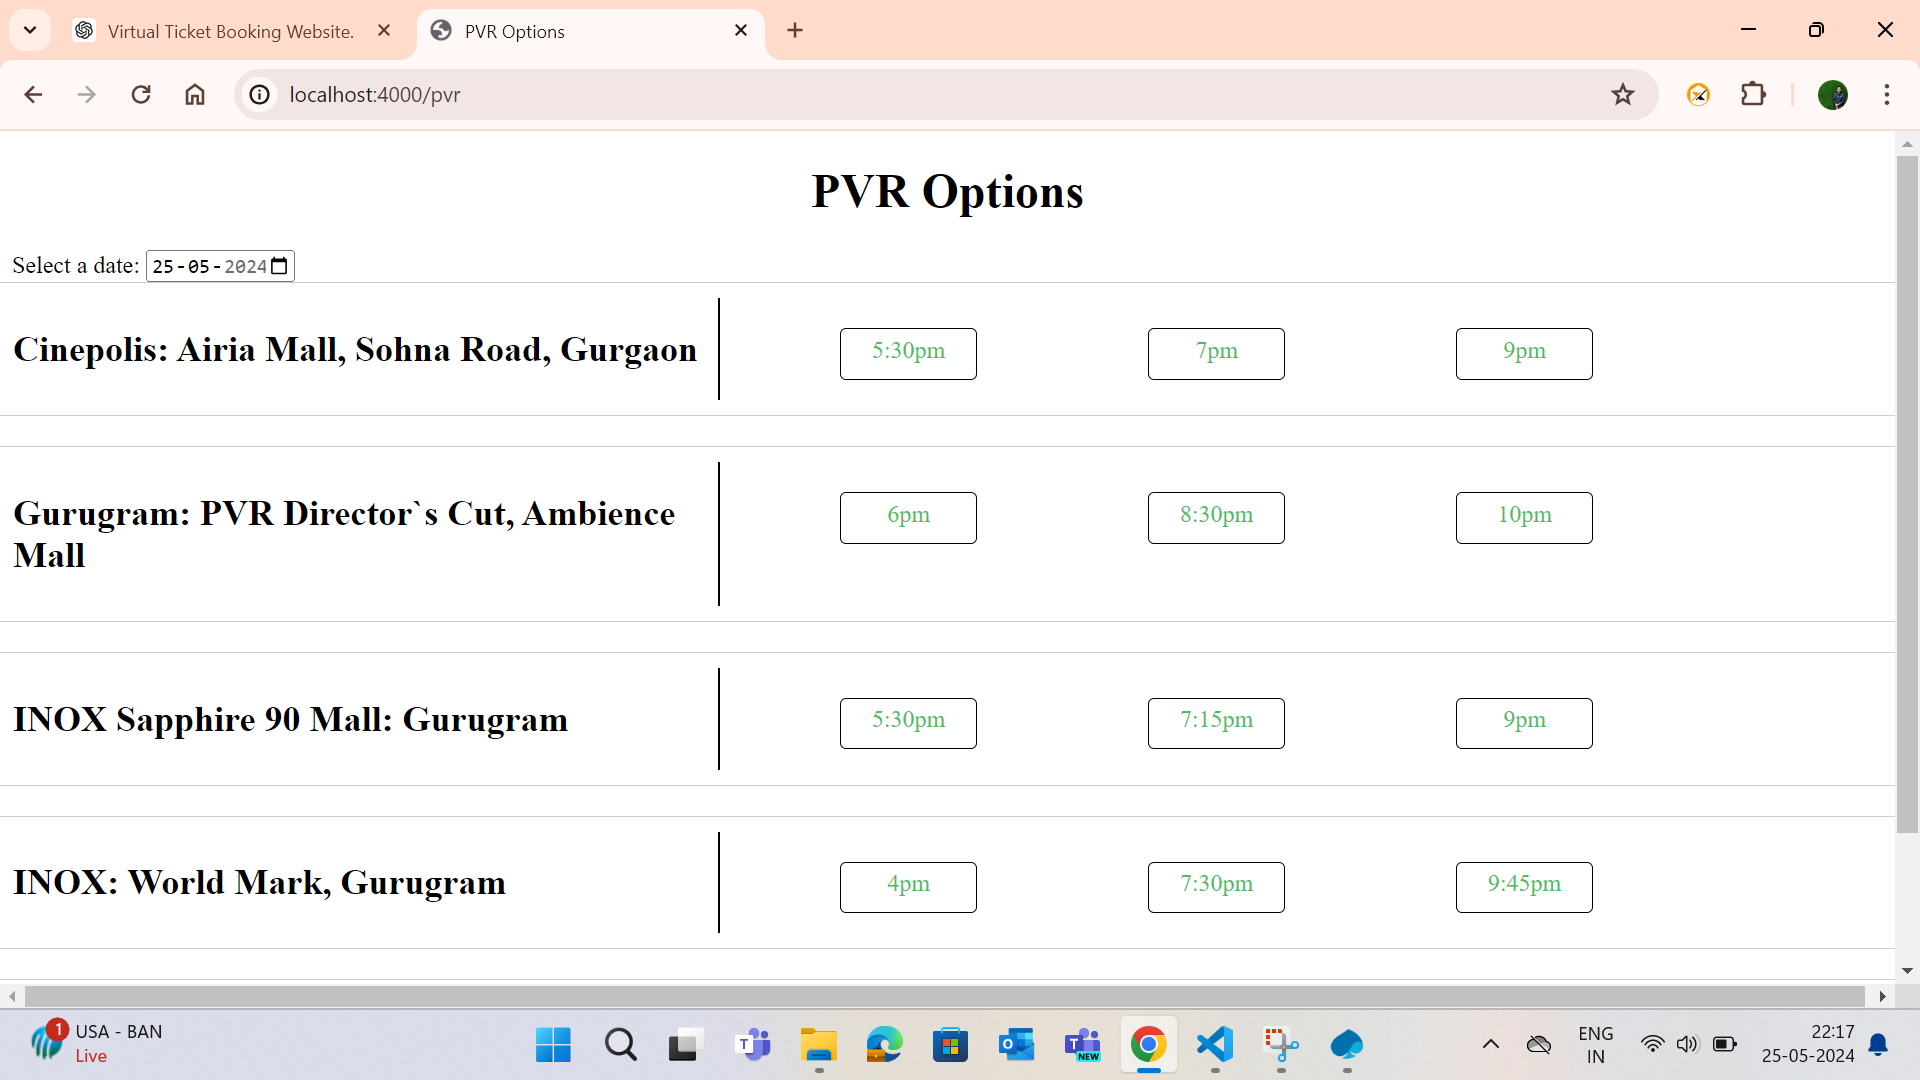 Virtual Ticket Booking Website.
PVR Options
localhost:4000/pvr
PVR Options
Select a date: 25-05-2024
Cinepolis: Airia Mall, Sohna Road, Gurgaon
5:30pm
7pm
9pm
Gurugram: PVR Director`s Cut, Ambience
Mall
6pm
8:30pm
10pm
INOX Sapphire 90 Mall: Gurugram
5:30pm
7:15pm
9pm
INOX: World Mark, Gurugram
4pm
7:30pm
9:45pm
1
USA - BAN
Live
T
O
T
NEW
ENG
IN
22:17
25-05-2024